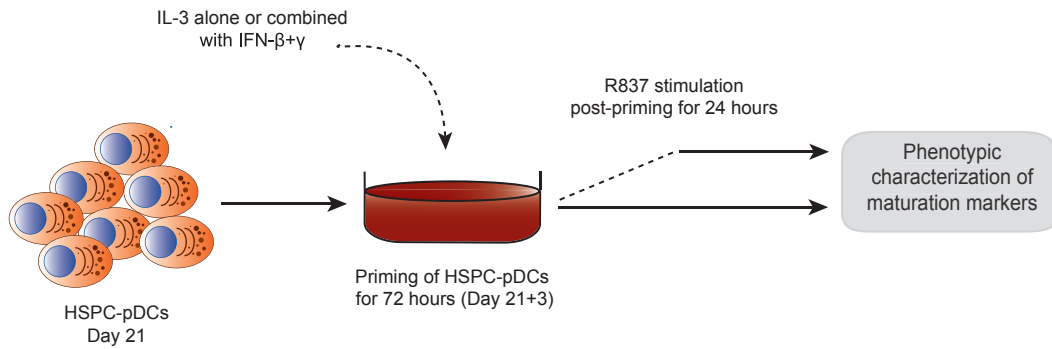 IL-3 alone or combined
with IFN-β+γ
R837 stimulation
post-priming for 24 hours
Phenotypic
characterization of
maturation markers
Priming of HSPC-pDCs
for 72 hours (Day 21+3)
HSPC-pDCs
Day 21